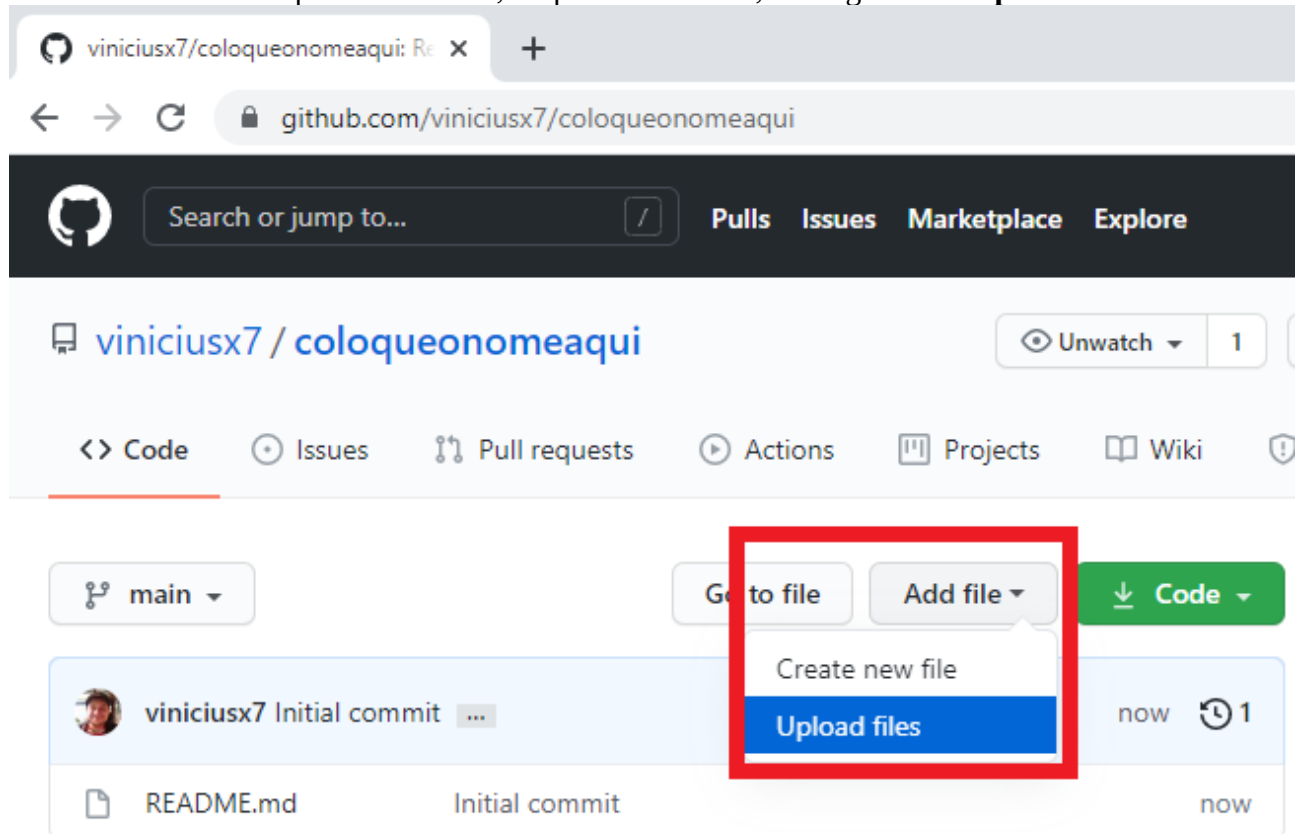 viniciusx7/coloqueonomeaqui: Re
github.com/viniciusx7/coloqueonomeaqui
Search or jump to... / Pulls Issues Marketplace Explore
viniciusx7 / coloqueonomeaqui Unwatch 1
<> Code Issues Pull requests Actions Projects Wiki
main Go to file Add file Code
Create new file
Upload files
viniciusx7 Initial commit ... now 1
README.md Initial commit now